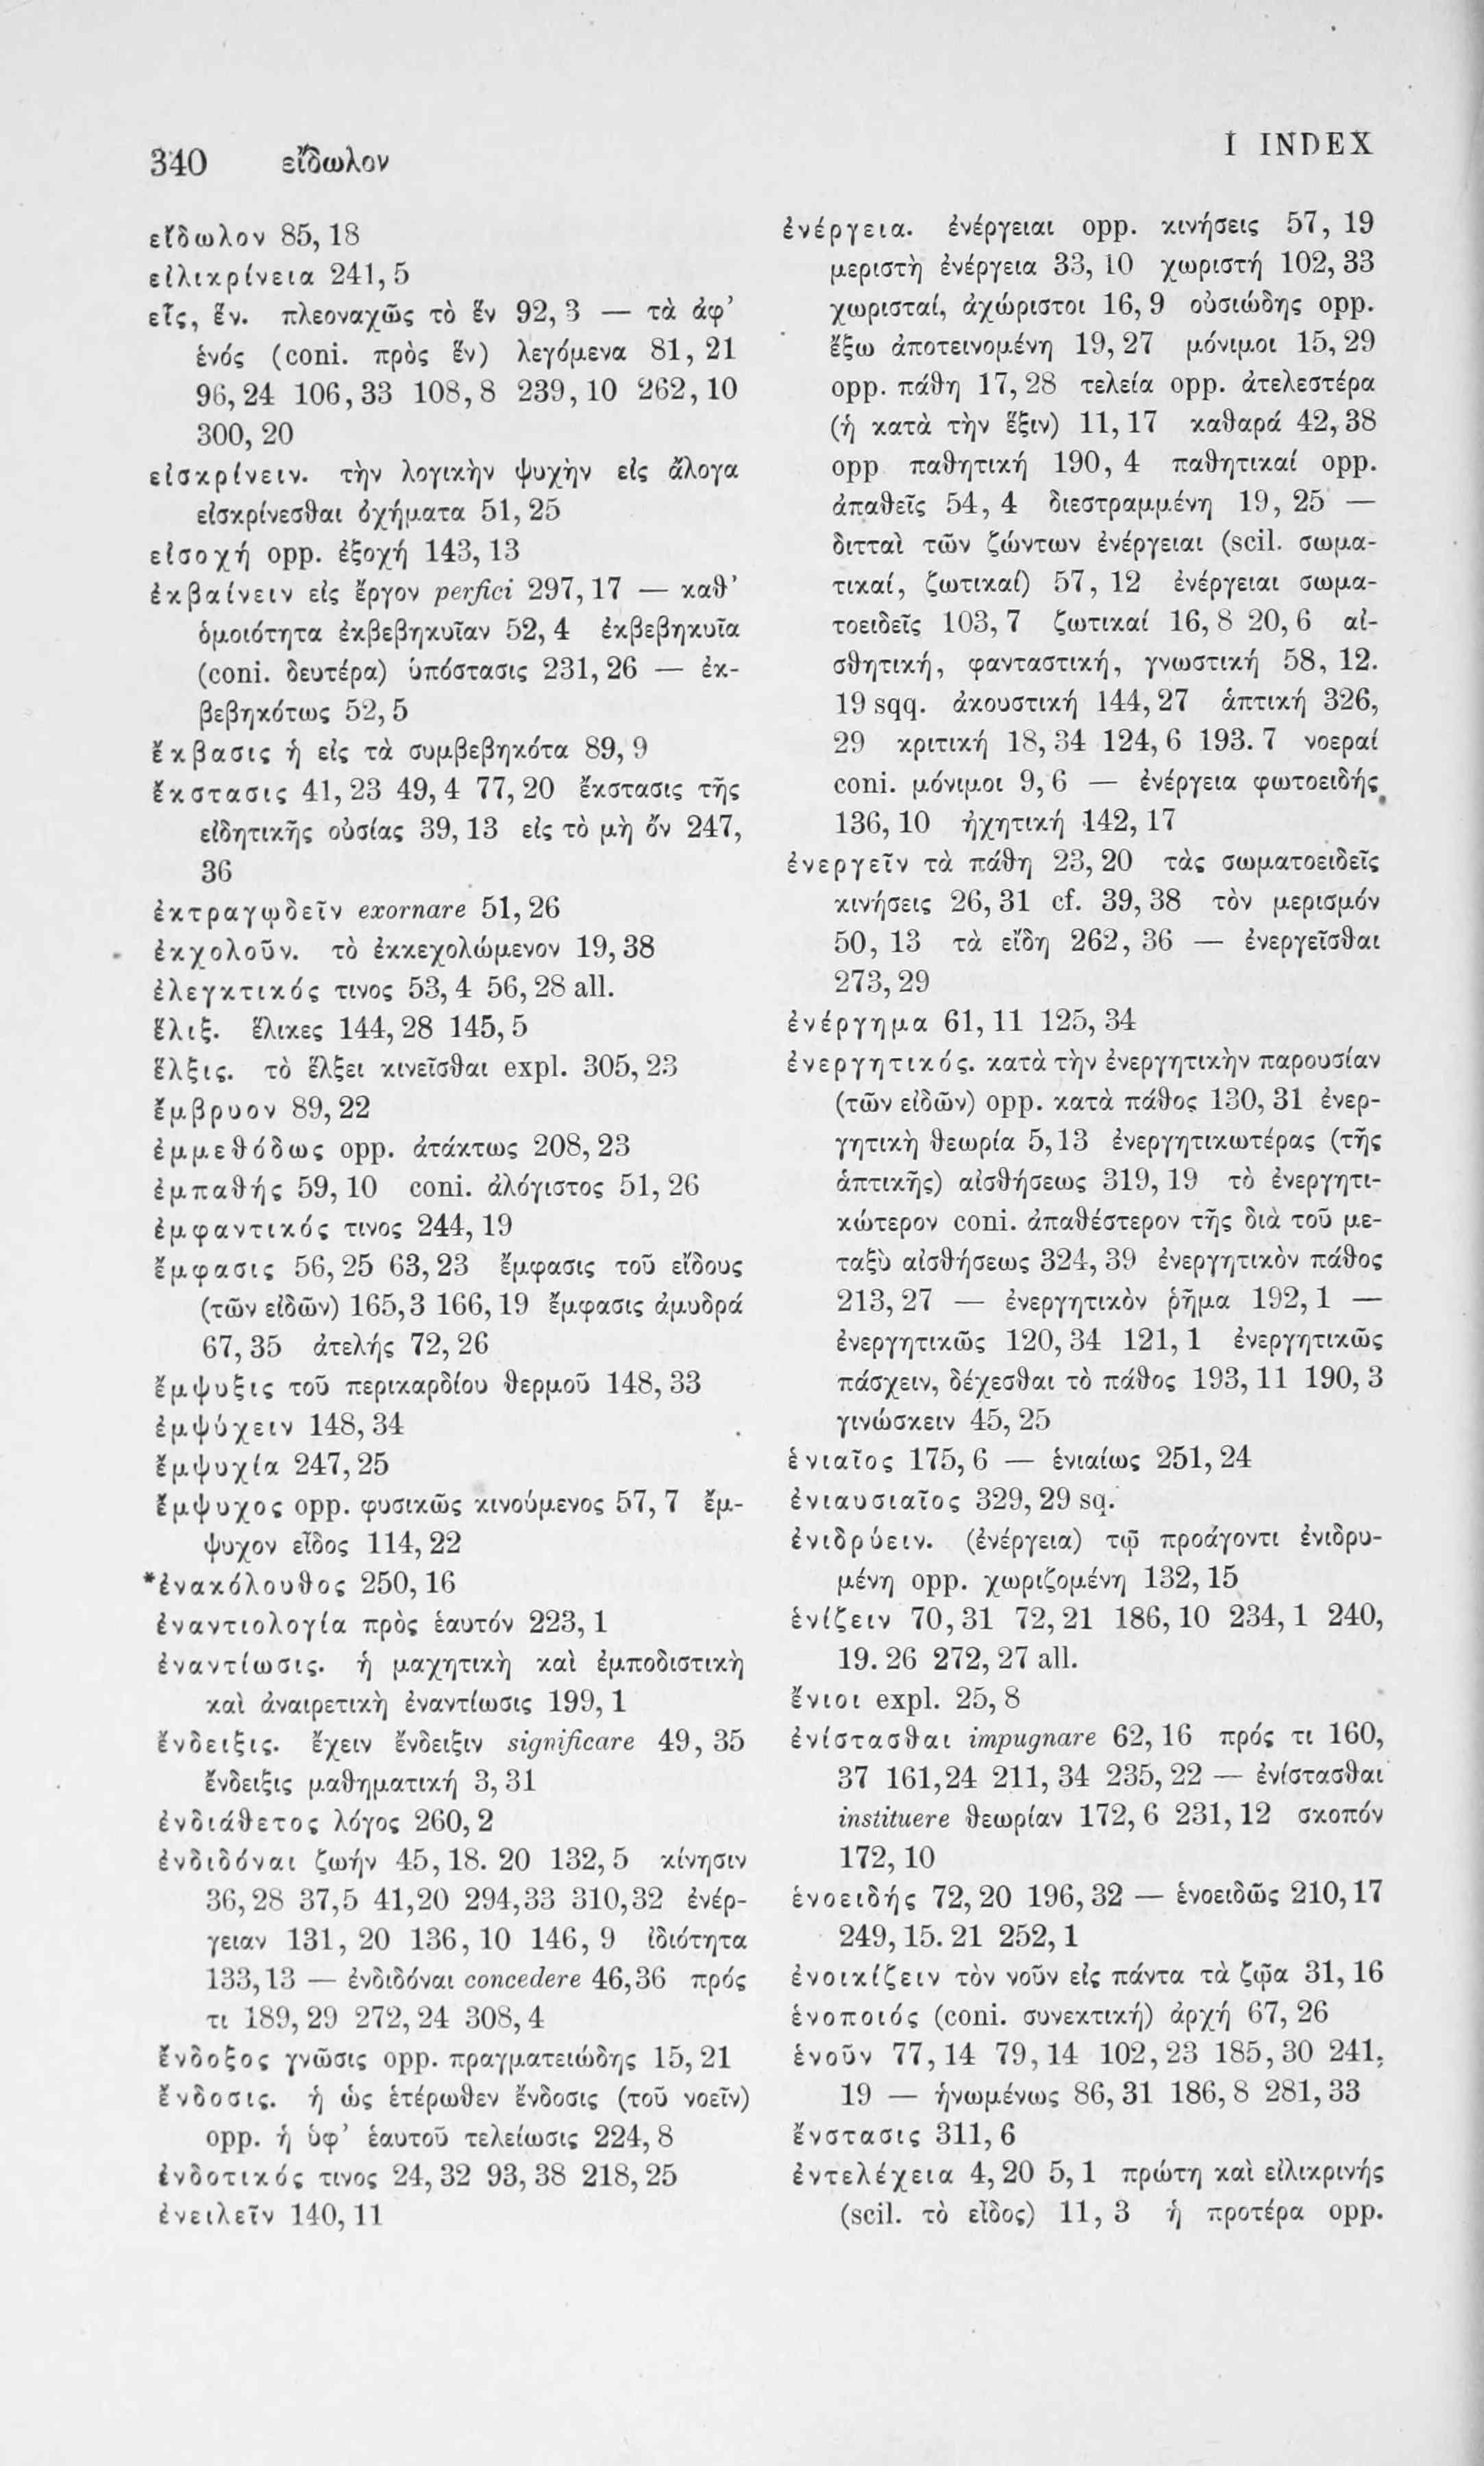 340 εἴδωλον
I INDEX
εἴδωλον 85, 18
εἰλικρίνεια 241, 5
εἷς, ἕν. πλεοναχῶς τὸ ἕν 92, 3 — τὰ ἀφ’
ἑνός (coni. πρὸς ἕν) λεγόμενα 81, 21
96, 24 106, 33 108, 8 239, 10 262, 10
300, 20
εἰσκρίνειν. τὴν λογικὴν ψυχὴν εἰς ἄλογα
εἰσκρίνεσθαι ὀχήματα 51, 25
εἰσοχή opp. ἐξοχή 143, 13
ἐκβαίνειν εἰς ἔργον perfici 297, 17 — καθ’
ὁμοιότητα ἐκβεβηκυῖαν 52, 4 ἐκβεβηκυῖα
(coni. δευτέρα) ὑπόστασις 231, 26 — ἐκ-
βεβηκότως 52, 5
ἔκβασις ἡ εἰς τὰ συμβεβηκότα 89, 9
ἔκστασις 41, 23 49, 4 77, 20 ἔκστασις τῆς
εἰδητικῆς οὐσίας 39, 13 εἰς τὸ μὴ ὄν 247,
36
ἐκτραγῳδεῖν exornare 51, 26
ἐκχολοῦν. τὸ ἐκκεχολώμενον 19, 38
ἐλεγκτικός τινος 53, 4 56, 28 all.
ἕλιξ. ἕλικες 144, 28 145, 5
ἕλξις. τὸ ἕλξει κινεῖσθαι expl. 305, 23
ἔμβρυον 89, 22
ἐμμεθόδως opp. ἀτάκτως 208, 23
ἐμπαθής 59, 10 coni. ἀλόγιστος 51, 26
ἐμφαντικός τινος 244, 19
ἔμφασις 56, 25 63, 23 ἔμφασις τοῦ εἴδους
(τῶν εἰδῶν) 165, 3 166, 19 ἔμφασις ἀμυδρά
67, 35 ἀτελής 72, 26
ἔμψυξις τοῦ περικαρδίου θερμοῦ 148, 33
ἐμψύχειν 148, 34
ἐμψυχία 247, 25
ἔμψυχος opp. φυσικῶς κινούμενος 57, 7 ἔμ-
ψυχον εἶδος 114, 22
*ἐνακόλουθος 250, 16
ἐναντιολογία πρὸς ἑαυτόν 223, 1
ἐναντίωσις. ἡ μαχητικὴ καὶ ἐμποδιστικὴ
καὶ ἀναιρετικὴ ἐναντίωσις 199, 1
ἔνδειξις. ἔχειν ἔνδειξιν significare 49, 35
ἔνδειξις μαθηματική 3, 31
ἐνδιάθετος λόγος 260, 2
ἐνδιδόναι ζωήν 45, 18. 20 132, 5 κίνησιν
36, 28 37, 5 41, 20 294, 33 310, 32 ἐνέρ-
γειαν 131, 20 136, 10 146, 9 ἰδιότητα
133, 13 — ἐνδιδόναι concedere 46, 36 πρός
τι 189, 29 272, 24 308, 4
ἔνδοξος γνῶσις opp. πραγματειώδης 15, 21
ἔνδοσις. ἡ ὡς ἑτέρωθεν ἔνδοσις (τοῦ νοεῖν)
opp. ἡ ὑφ’ ἑαυτοῦ τελείωσις 224, 8
ἐνδοτικός τινος 24, 32 93, 38 218, 25
ἐνειλεῖν 140, 11
ἐνέργεια. ἐνέργειαι opp. κινήσεις 57, 19
μεριστὴ ἐνέργεια 33, 10 χωριστή 102, 33
χωρισταί, ἀχώριστοι 16, 9 οὐσιώδης opp.
ἔξω ἀποτεινομένη 19, 27 μόνιμοι 15, 29
opp. πάθη 17, 28 τελεία opp. ἀτελεστέρα
(ἡ κατὰ τὴν ἕξιν) 11, 17 καθαρά 42, 38
opp παθητική 190, 4 παθητικαί opp.
ἀπαθεῖς 54, 4 διεστραμμένη 19, 25 —
διτταὶ τῶν ζώντων ἐνέργειαι (scil. σωμα-
τικαί, ζωτικαί) 57, 12 ἐνέργειαι σωμα-
τοειδεῖς 103, 7 ζωτικαί 16, 8 20, 6 αἰ-
σθητική, φανταστική, γνωστική 58, 12.
19 sqq. ἀκουστική 144, 27 ἁπτική 326,
29 κριτική 18, 34 124, 6 193. 7 νοεραί
coni. μόνιμοι 9, 6 — ἐνέργεια φωτοειδής
136, 10 ἠχητική 142, 17
ἐνεργεῖν τὰ πάθη 23, 20 τὰς σωματοειδεῖς
κινήσεις 26, 31 cf. 39, 38 τὸν μερισμόν
50, 13 τὰ εἴδη 262, 36 — ἐνεργεῖσθαι
273, 29
ἐνέργημα 61, 11 125, 34
ἐνεργητικός. κατὰ τὴν ἐνεργητικὴν παρουσίαν
(τῶν εἰδῶν) opp. κατὰ πάθος 130, 31 ἐνερ-
γητικὴ θεωρία 5, 13 ἐνεργητικωτέρας (τῆς
ἁπτικῆς) αἰσθήσεως 319, 19 τὸ ἐνεργητι-
κώτερον coni. ἀπαθέστερον τῆς διὰ τοῦ με-
ταξὺ αἰσθήσεως 324, 39 ἐνεργητικὸν πάθος
213, 27 — ἐνεργητικὸν ῥῆμα 192, 1 —
ἐνεργητικῶς 120, 34 121, 1 ἐνεργητικῶς
πάσχειν, δέχεσθαι τὸ πάθος 193, 11 190, 3
γινώσκειν 45, 25
ἑνιαῖος 175, 6 — ἑνιαίως 251, 24
ἐνιαυσιαῖος 329, 29 sq.
ἐνιδρύειν. (ἐνέργεια) τῷ προάγοντι ἐνιδρυ-
μένη opp. χωριζομένη 132, 15
ἑνίζειν 70, 31 72, 21 186, 10 234, 1 240,
19. 26 272, 27 all.
ἔνιοι expl. 25, 8
ἐνίστασθαι impugnare 62, 16 πρός τι 160,
37 161, 24 211, 34 235, 22 — ἐνίστασθαι
instituere θεωρίαν 172, 6 231, 12 σκοπόν
172, 10
ἑνοειδής 72, 20 196, 32 — ἑνοειδῶς 210, 17
249, 15. 21 252, 1
ἐνοικίζειν τὸν νοῦν εἰς πάντα τὰ ζῷα 31, 16
ἑνοποιός (coni. συνεκτική) ἀρχή 67, 26
ἑνοῦν 77, 14 79, 14 102, 23 185, 30 241,
19 — ἡνωμένως 86, 31 186, 8 281, 33
ἔνστασις 311, 6
ἐντελέχεια 4, 20 5, 1 πρώτη καὶ εἰλικρινής
(scil. τὸ εἶδος) 11, 3 ἡ προτέρα opp.